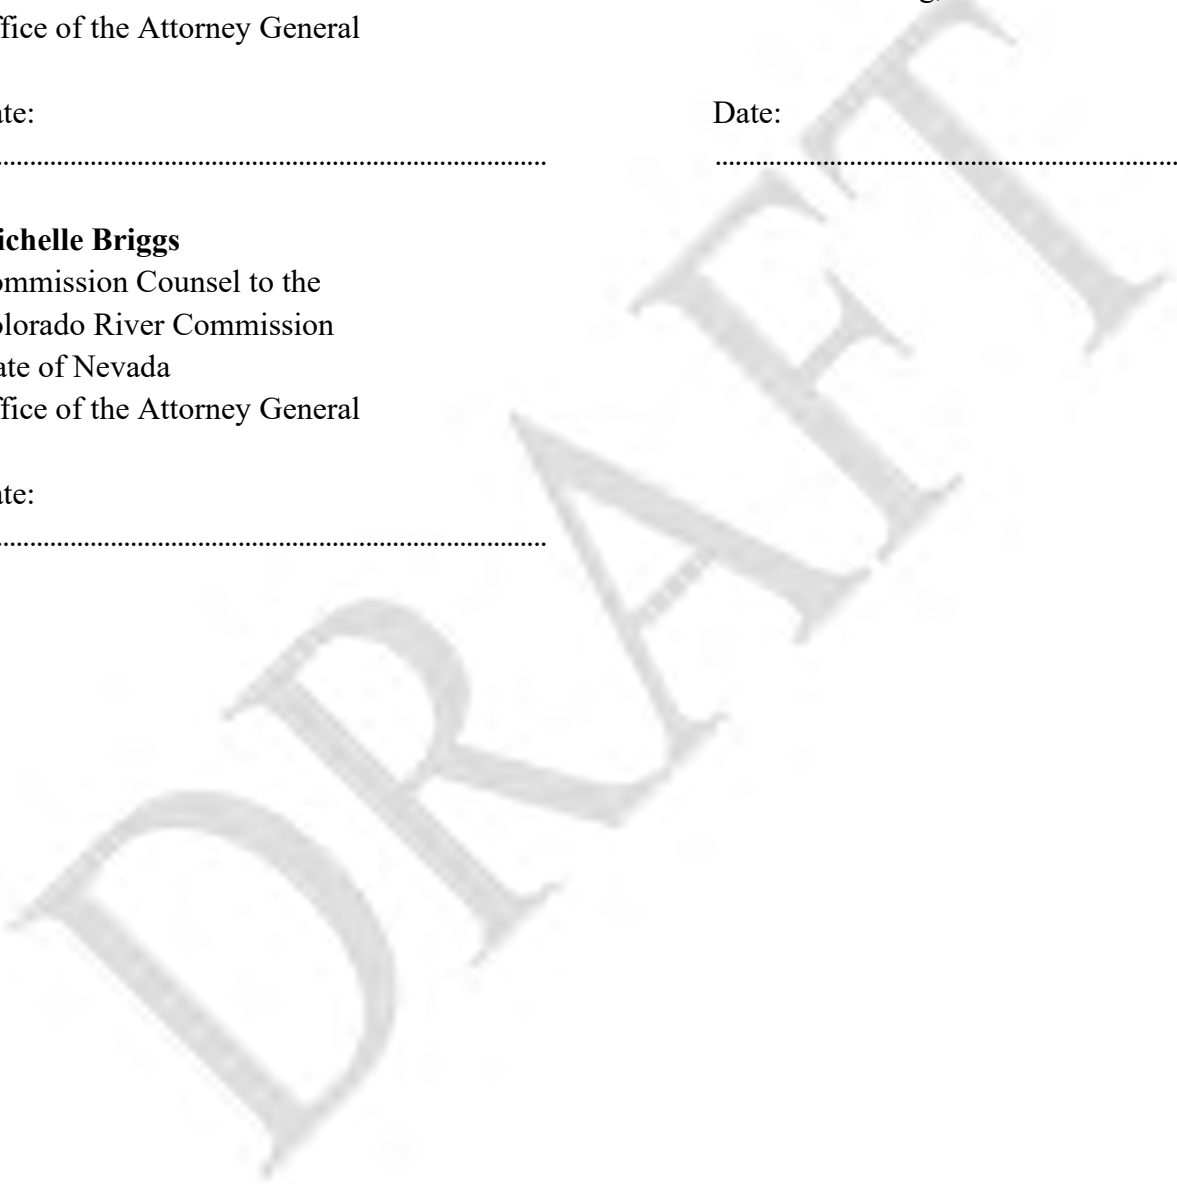 ffice of the Attorney General
ate:
Date:
ichelle Briggs
ommission Counsel to the
olorado River Commission
ate of Nevada
ffice of the Attorney General
ate:
DRAFT